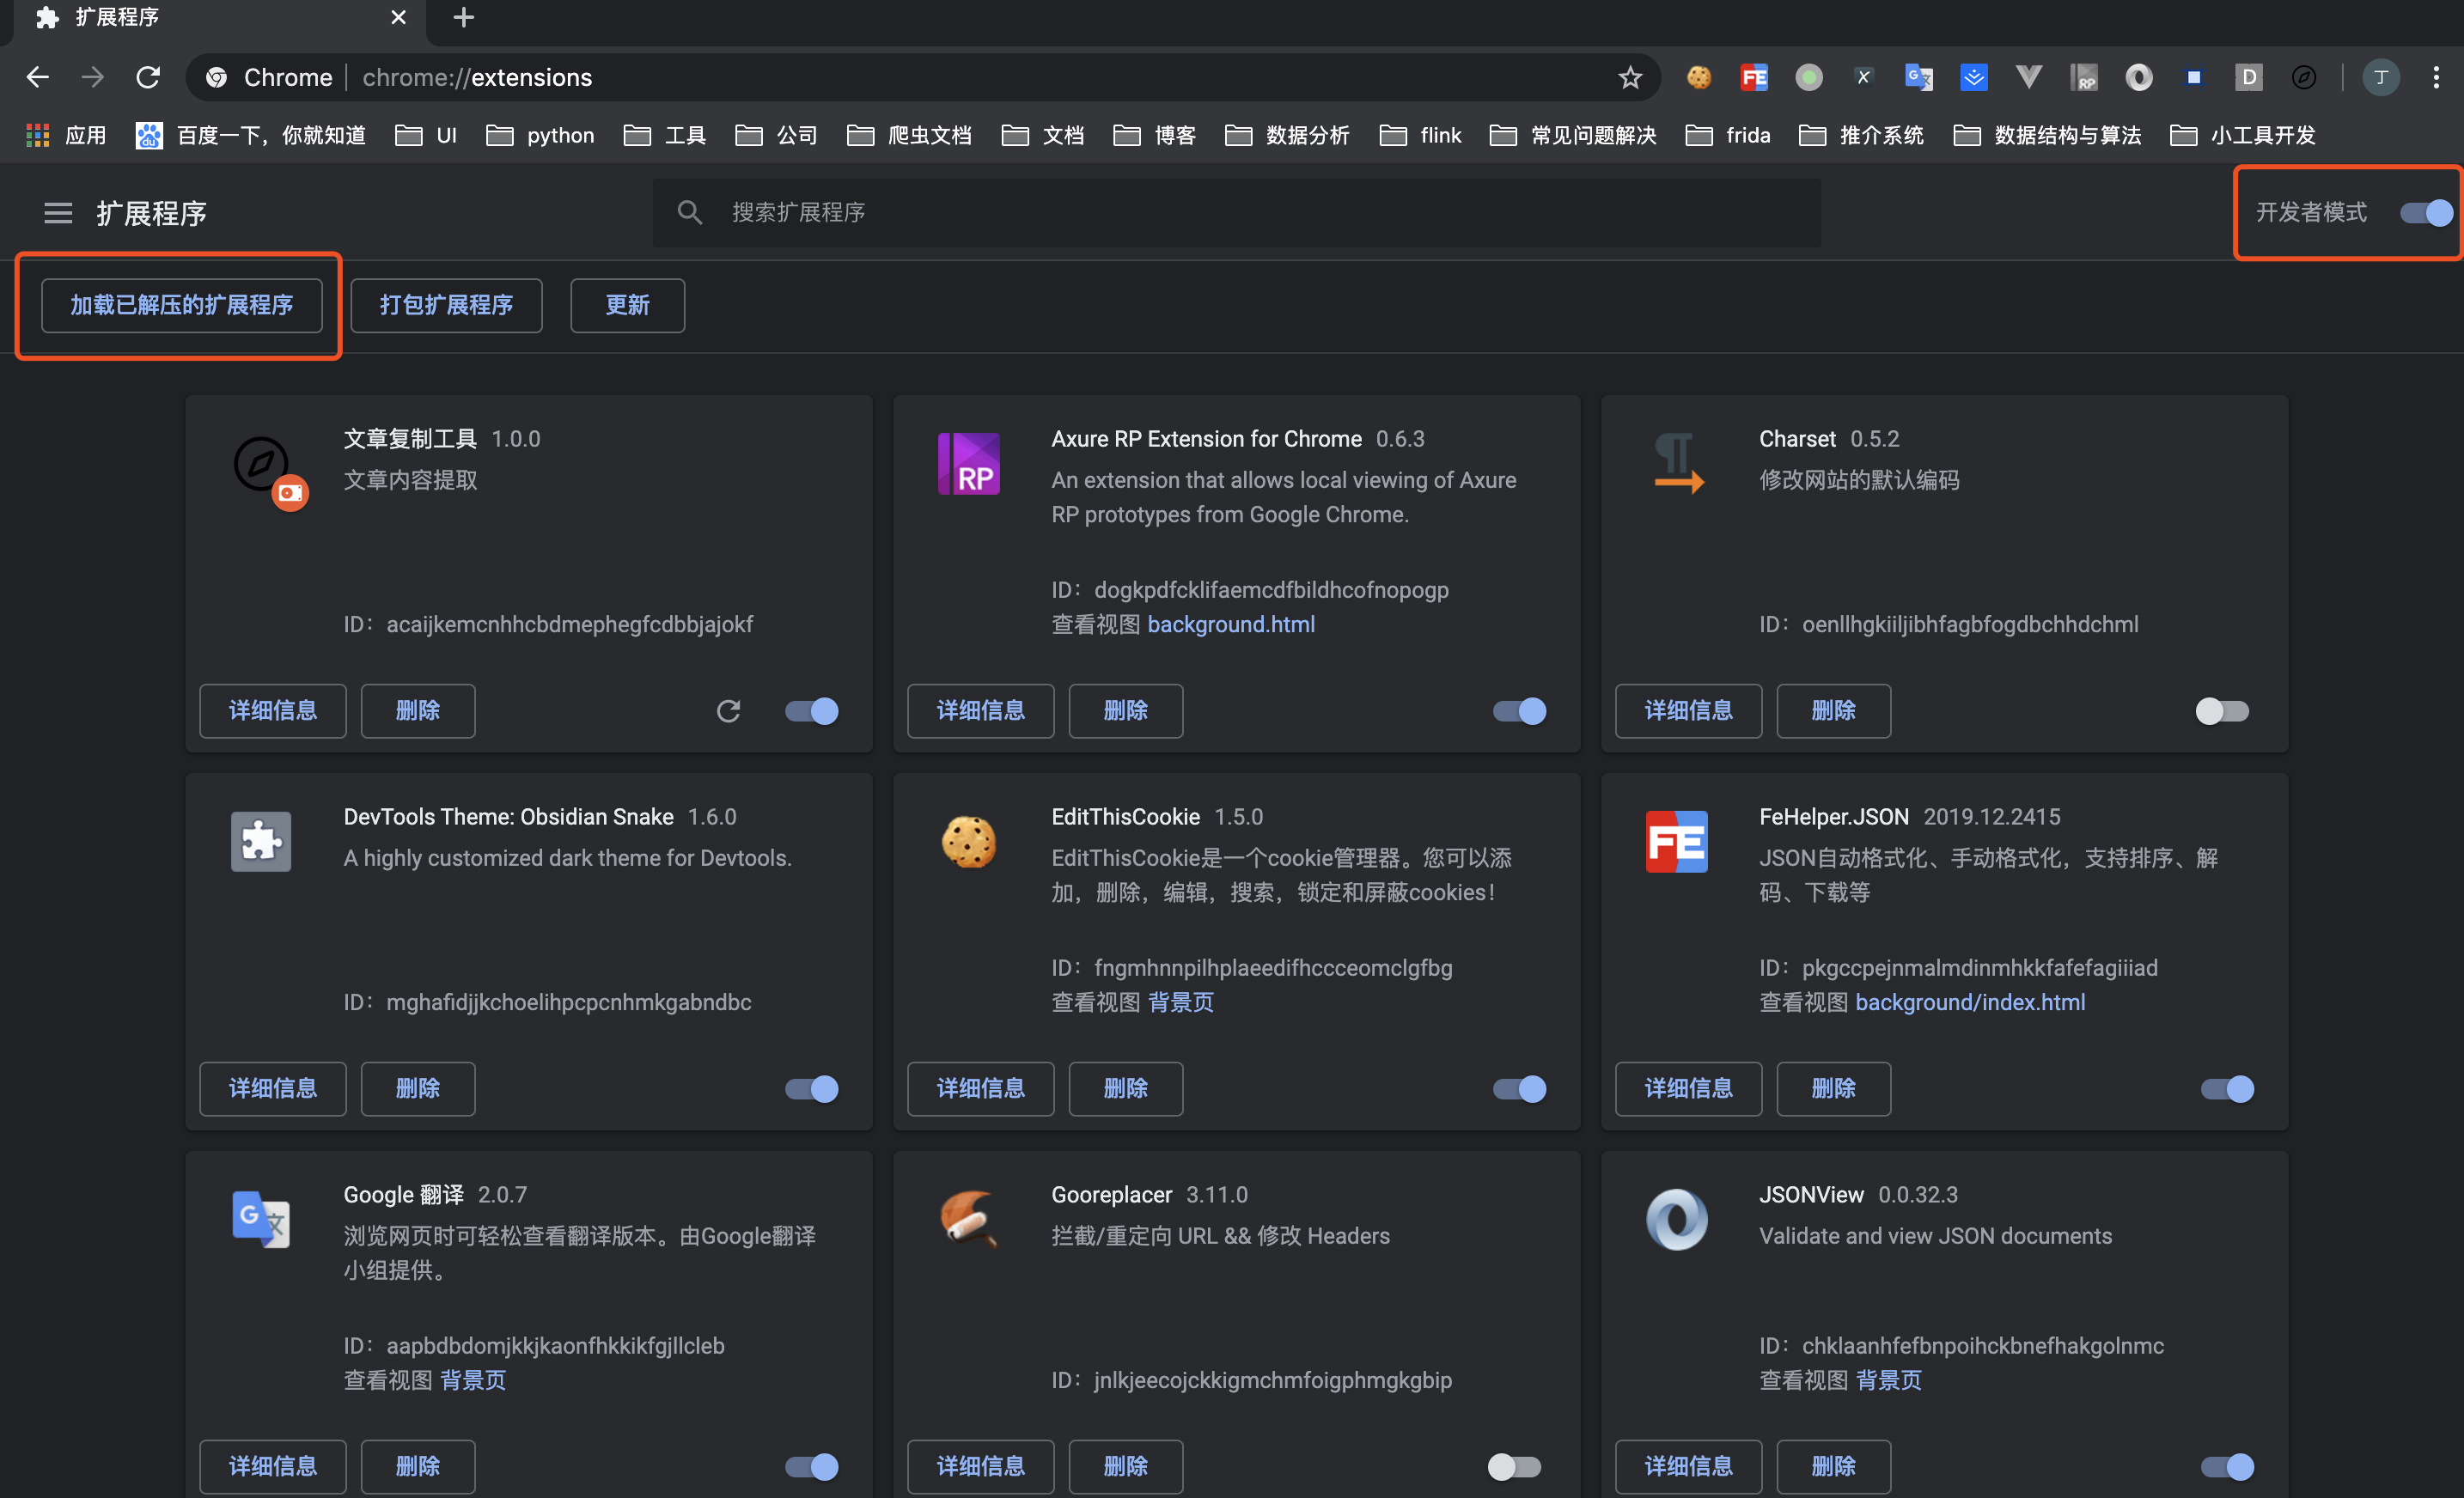 扩展程序
Chrome chrome://extensions
FE
X
G 文
RP
D
丁
应用 百度一下，你就知道 UI python 工具 公司 爬虫文档 文档 博客 数据分析 flink 常见问题解决 frida 推介系统 数据结构与算法 小工具开发
扩展程序
搜索扩展程序
开发者模式
加载已解压的扩展程序 打包扩展程序 更新
文章复制工具 1.0.0
文章内容提取
ID：acaijkemcnhhcbdmephegfcdbbjajokf
详细信息 删除
RP
Axure RP Extension for Chrome 0.6.3
An extension that allows local viewing of Axure
RP prototypes from Google Chrome.
ID：dogkpdfcklifaemcdfbildhcofnopogp
查看视图 background.html
详细信息 删除
Charset 0.5.2
修改网站的默认编码
ID：oenllhgkiiljibhfagbfogdbchhdchml
详细信息 删除
DevTools Theme: Obsidian Snake 1.6.0
A highly customized dark theme for Devtools.
ID：mghafidjjkchoelihpcpcnhmkgabndbc
详细信息 删除
EditThisCookie 1.5.0
EditThisCookie是一个cookie管理器。您可以添
加，删除，编辑，搜索，锁定和屏蔽cookies！
ID：fngmhnnpilhplaeedifhccceomclgfbg
查看视图 背景页
详细信息 删除
FE
FeHelper.JSON 2019.12.2415
JSON自动格式化、手动格式化，支持排序、解
码、下载等
ID：pkgccpejnmalmdinmhkkfafefagiiiad
查看视图 background/index.html
详细信息 删除
G 文
Google 翻译 2.0.7
浏览网页时可轻松查看翻译版本。由Google翻译
小组提供。
ID：aapbdbdomjkkjkaonfhkkikfgjllcleb
查看视图 背景页
详细信息 删除
Gooreplacer 3.11.0
拦截/重定向 URL && 修改 Headers
ID：jnlkjeecojckkigmchmfoigphmgkgbip
详细信息 删除
JSONView 0.0.32.3
Validate and view JSON documents
ID：chklaanhfefbnpoihckbnefhakgolnmc
查看视图 背景页
详细信息 删除